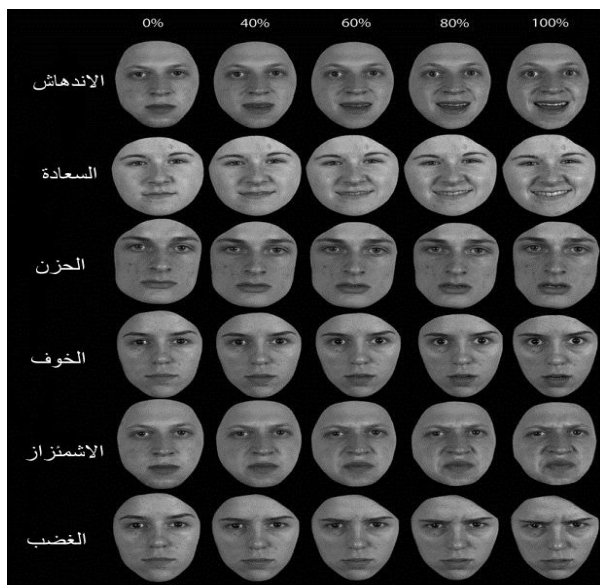 0% 40% 60% 80% 100%
الاندهاش
السعادة
الحزن
الخوف
الاشمئزاز
الغضب